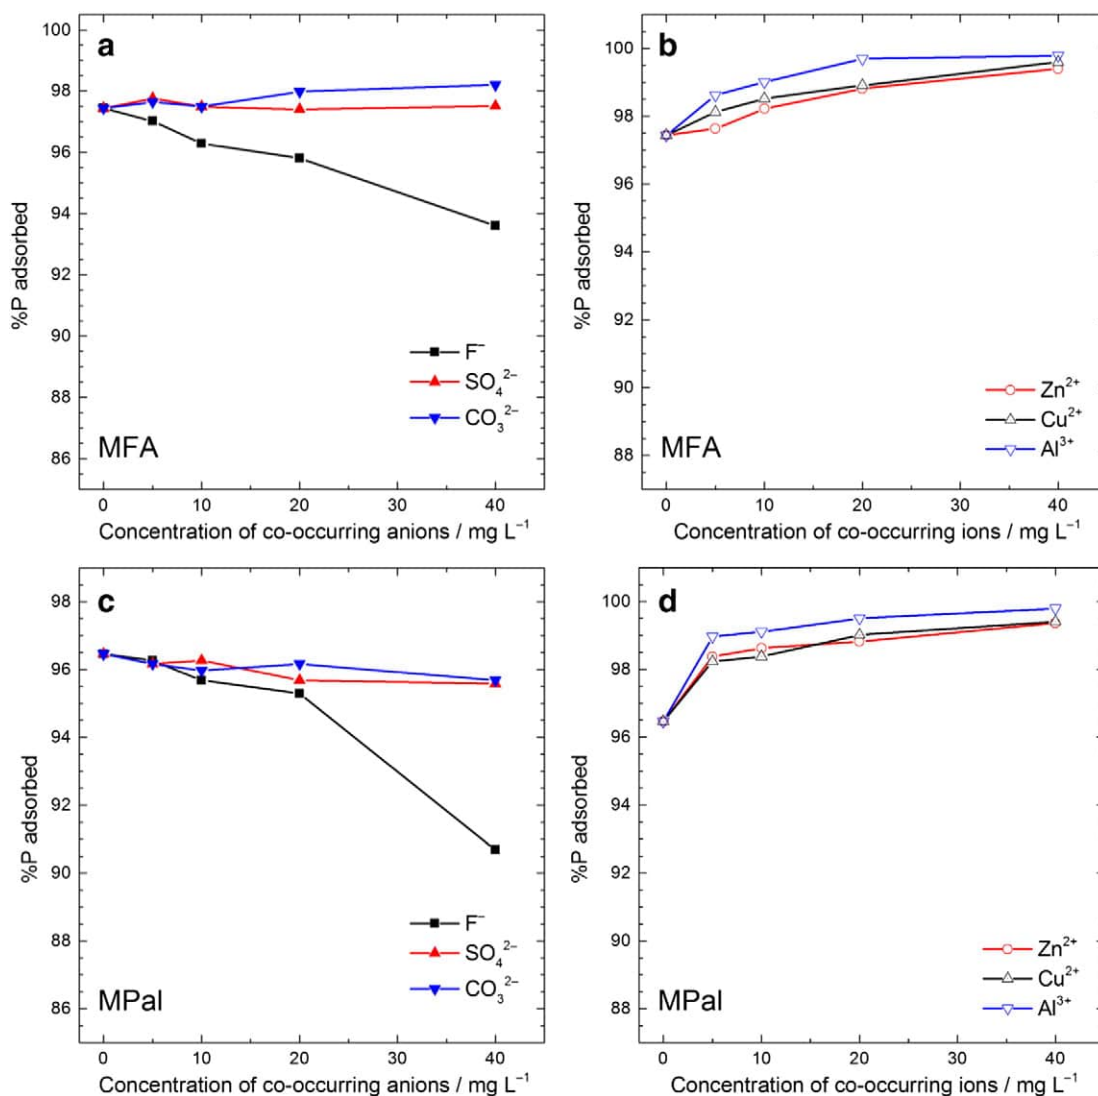 a
100
98
96
94
92
90
88
86
%P adsorbed
F⁻
SO₄²⁻
CO₃²⁻
MFA
0 10 20 30 40
Concentration of co-occurring anions / mg L⁻¹
b
100
98
96
94
92
90
88
%P adsorbed
Zn²⁺
Cu²⁺
Al³⁺
MFA
0 10 20 30 40
Concentration of co-occurring ions / mg L⁻¹
c
98
96
94
92
90
88
86
%P adsorbed
F⁻
SO₄²⁻
CO₃²⁻
MPal
0 10 20 30 40
Concentration of co-occurring anions / mg L⁻¹
d
100
98
96
94
92
90
88
%P adsorbed
Zn²⁺
Cu²⁺
Al³⁺
MPal
0 10 20 30 40
Concentration of co-occurring ions / mg L⁻¹